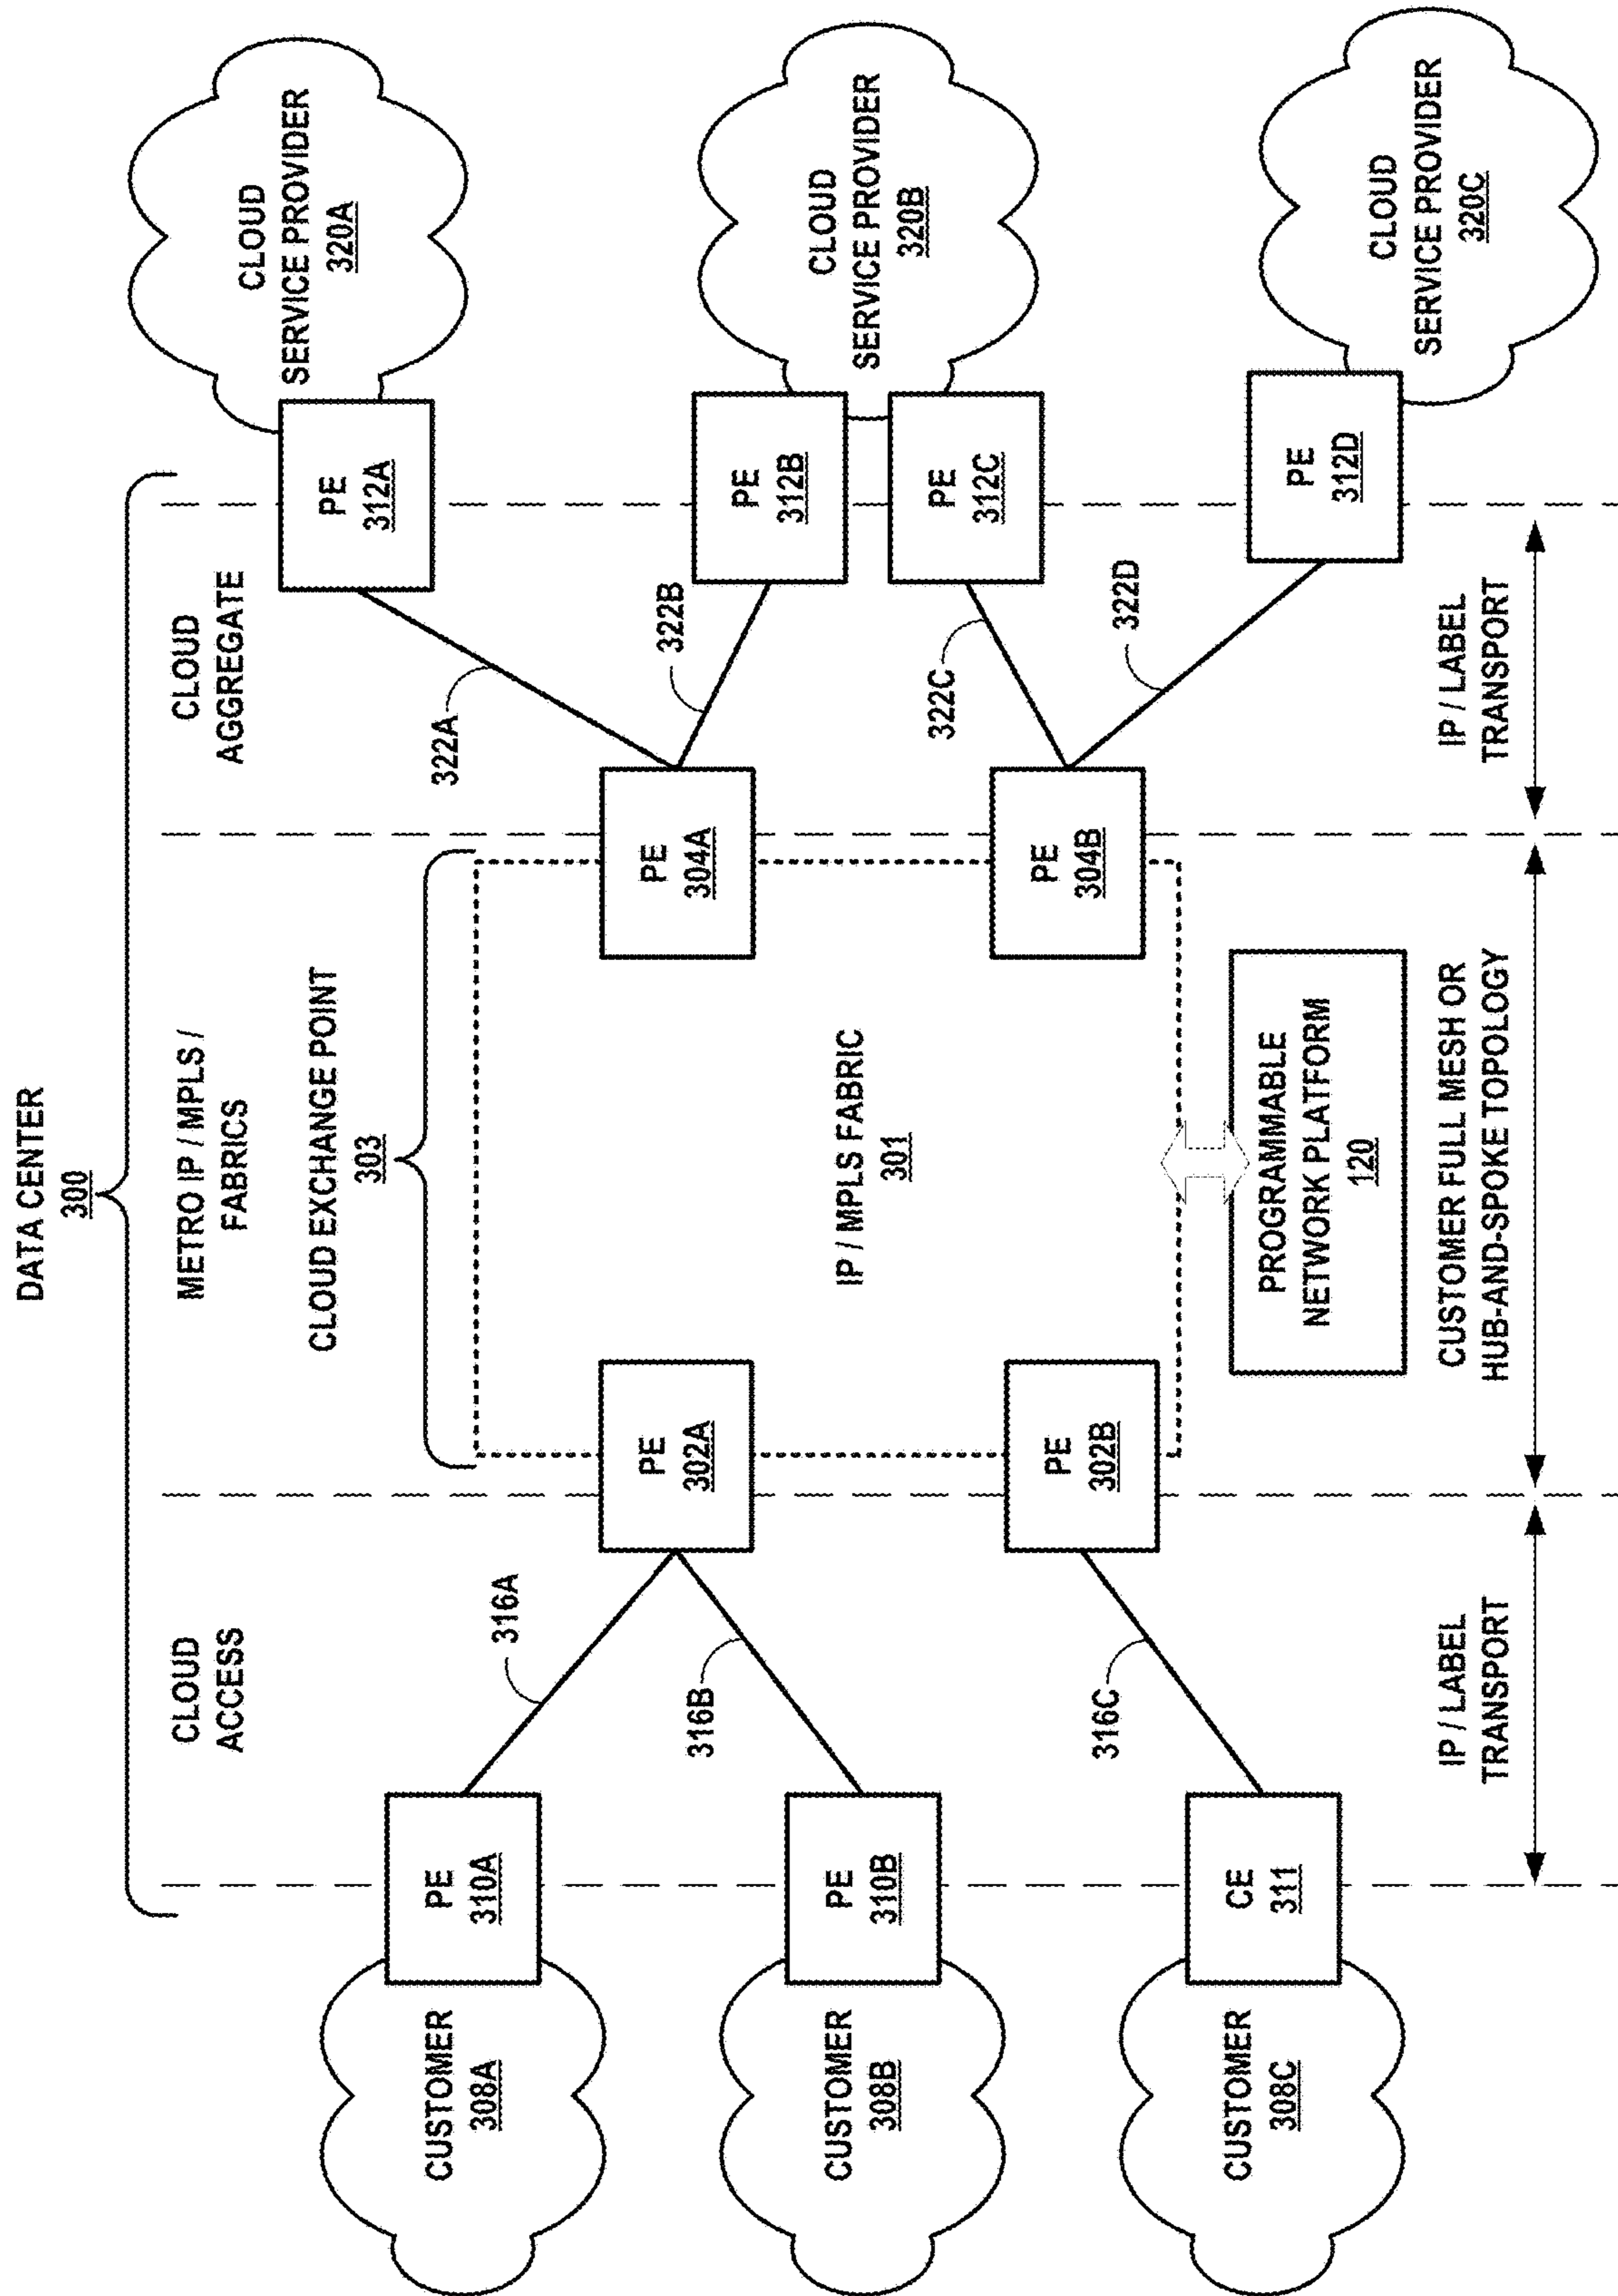 DATA CENTER
300
CLOUD
ACCESS
METRO IP / MPLS /
FABRICS
CLOUD
AGGREGATE
CLOUD EXCHANGE POINT
303
CUSTOMER
308A
PE
310A
316A
316B
PE
302A
PE
304A
322A
322B
PE
312A
CLOUD
SERVICE PROVIDER
320A
CUSTOMER
308B
PE
310B
IP / MPLS FABRIC
301
PE
312B
CLOUD
SERVICE PROVIDER
320B
PE
312C
CUSTOMER
308C
CE
311
316C
PE
302B
PE
304B
322C
322D
PE
312D
CLOUD
SERVICE PROVIDER
320C
PROGRAMMABLE
NETWORK PLATFORM
120
IP / LABEL
TRANSPORT
CUSTOMER FULL MESH OR
HUB-AND-SPOKE TOPOLOGY
IP / LABEL
TRANSPORT